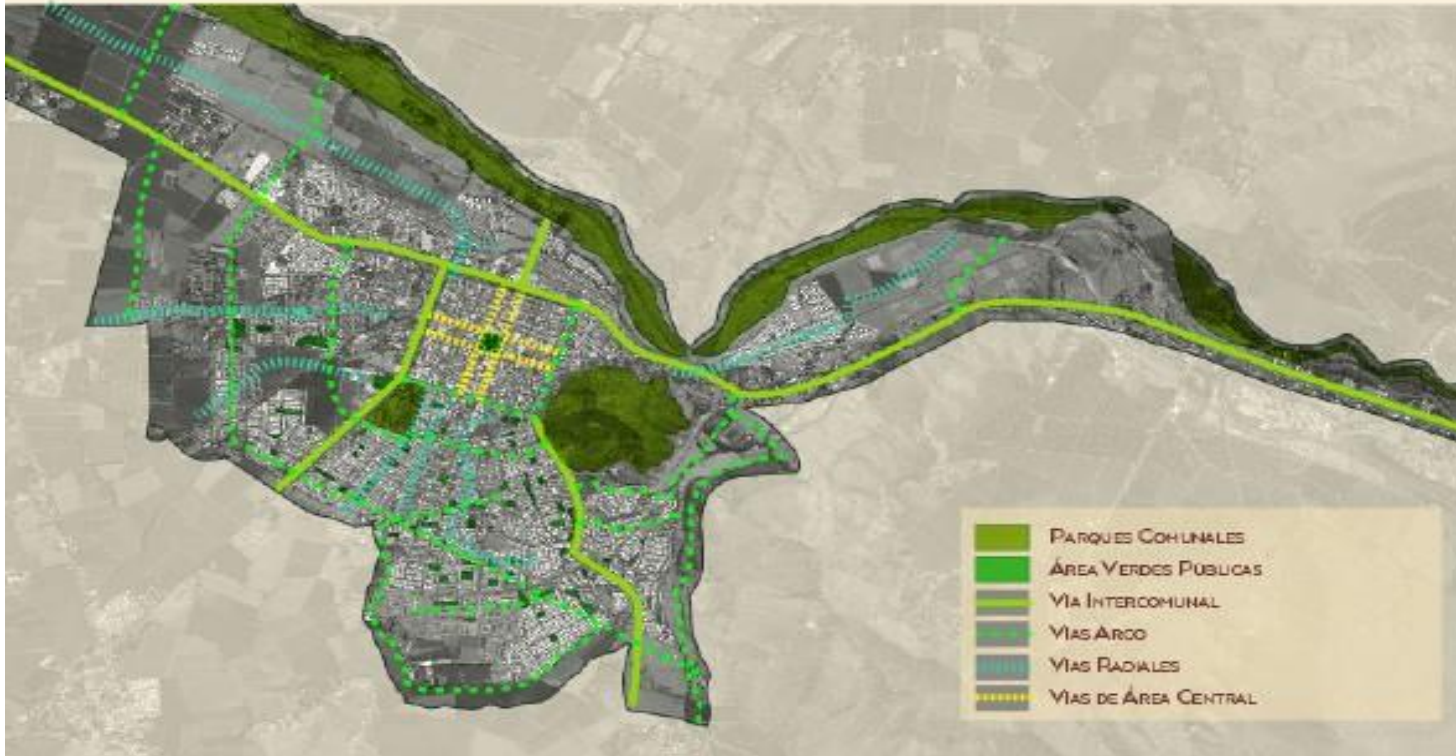 PARQUES COMUNALES
ÁREA VERDES PÚBLICAS
VIA INTERCOMUNAL
VIAS ARCO
VIAS RADIALES
VIAS DE ÁREA CENTRAL